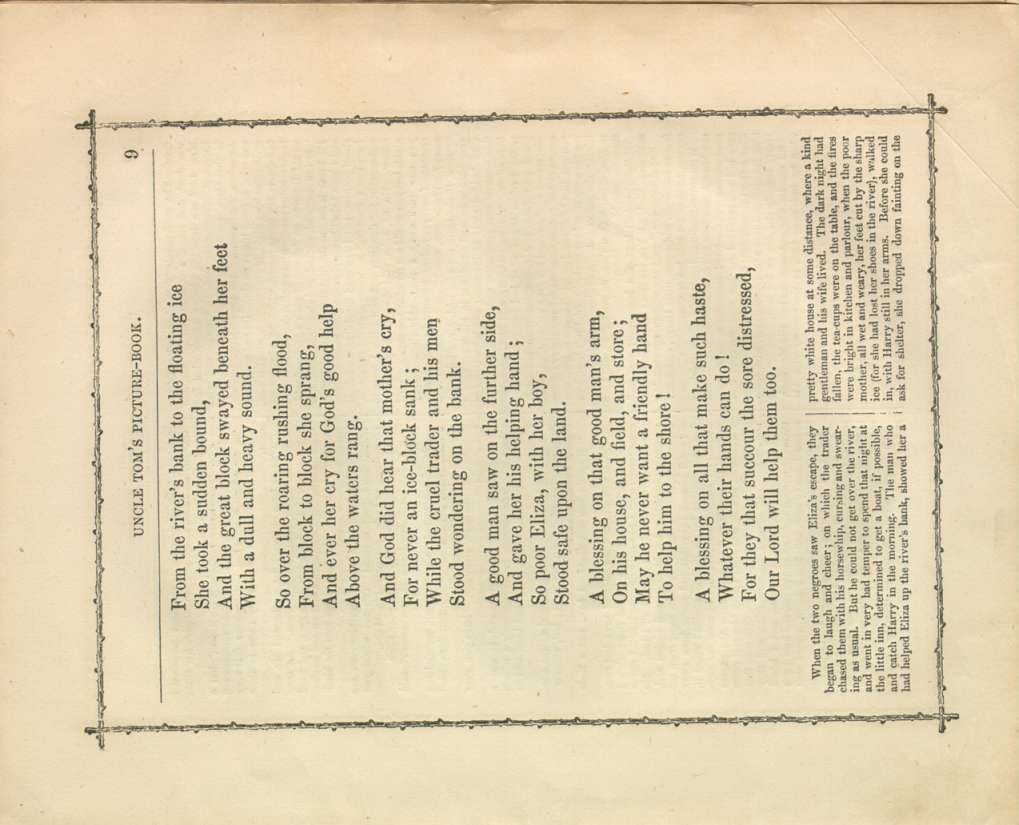 UNCLE TOM'S PICTURE-BOOK. 9
From the river's bank to the floating ice
She took a sudden bound,
And the great block swayed beneath her feet
With a dull and heavy sound.
So over the roaring rushing flood,
From block to block she sprang,
And ever her cry for God's good help
Above the waters rang.
And God did hear that mother's cry,
For never an ice-block sank;
While the cruel trader and his men
Stood wondering on the bank.
A good man saw on the further side,
And gave her his helping hand;
So poor Eliza, with her boy,
Stood safe upon the land.
A blessing on that good man's arm,
On his house, and field, and store;
May he never want a friendly hand
To help him to the shore!
A blessing on all that make such haste,
Whatever their hands can do!
For they that succour the sore distressed,
Our Lord will help them too.
When the two negroes saw Eliza's escape, they
began to laugh and cheer; on which the trader
chased them with his horsewhip, cursing and swear-
ing as usual. But he could not get over the river,
and went in very bad temper to spend that night at
the little inn, determined to get a boat, if possible,
and catch Harry in the morning. The man who
had helped Eliza up the river's bank, showed her a
pretty white house at some distance, where a kind
gentleman and his wife lived. The dark night had
fallen, the tea-cups were on the table, and the fires
were bright in kitchen and parlour, when the poor
mother, all wet and weary, her feet cut by the sharp
ice (for she had lost her shoes in the river), walked
in, with Harry still in her arms. Before she could
ask for shelter, she dropped down fainting on the